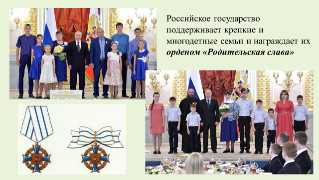 Российское государство
поддерживает крепкие и
многодетные семьи и награждает их
орденом «Родительская слава»